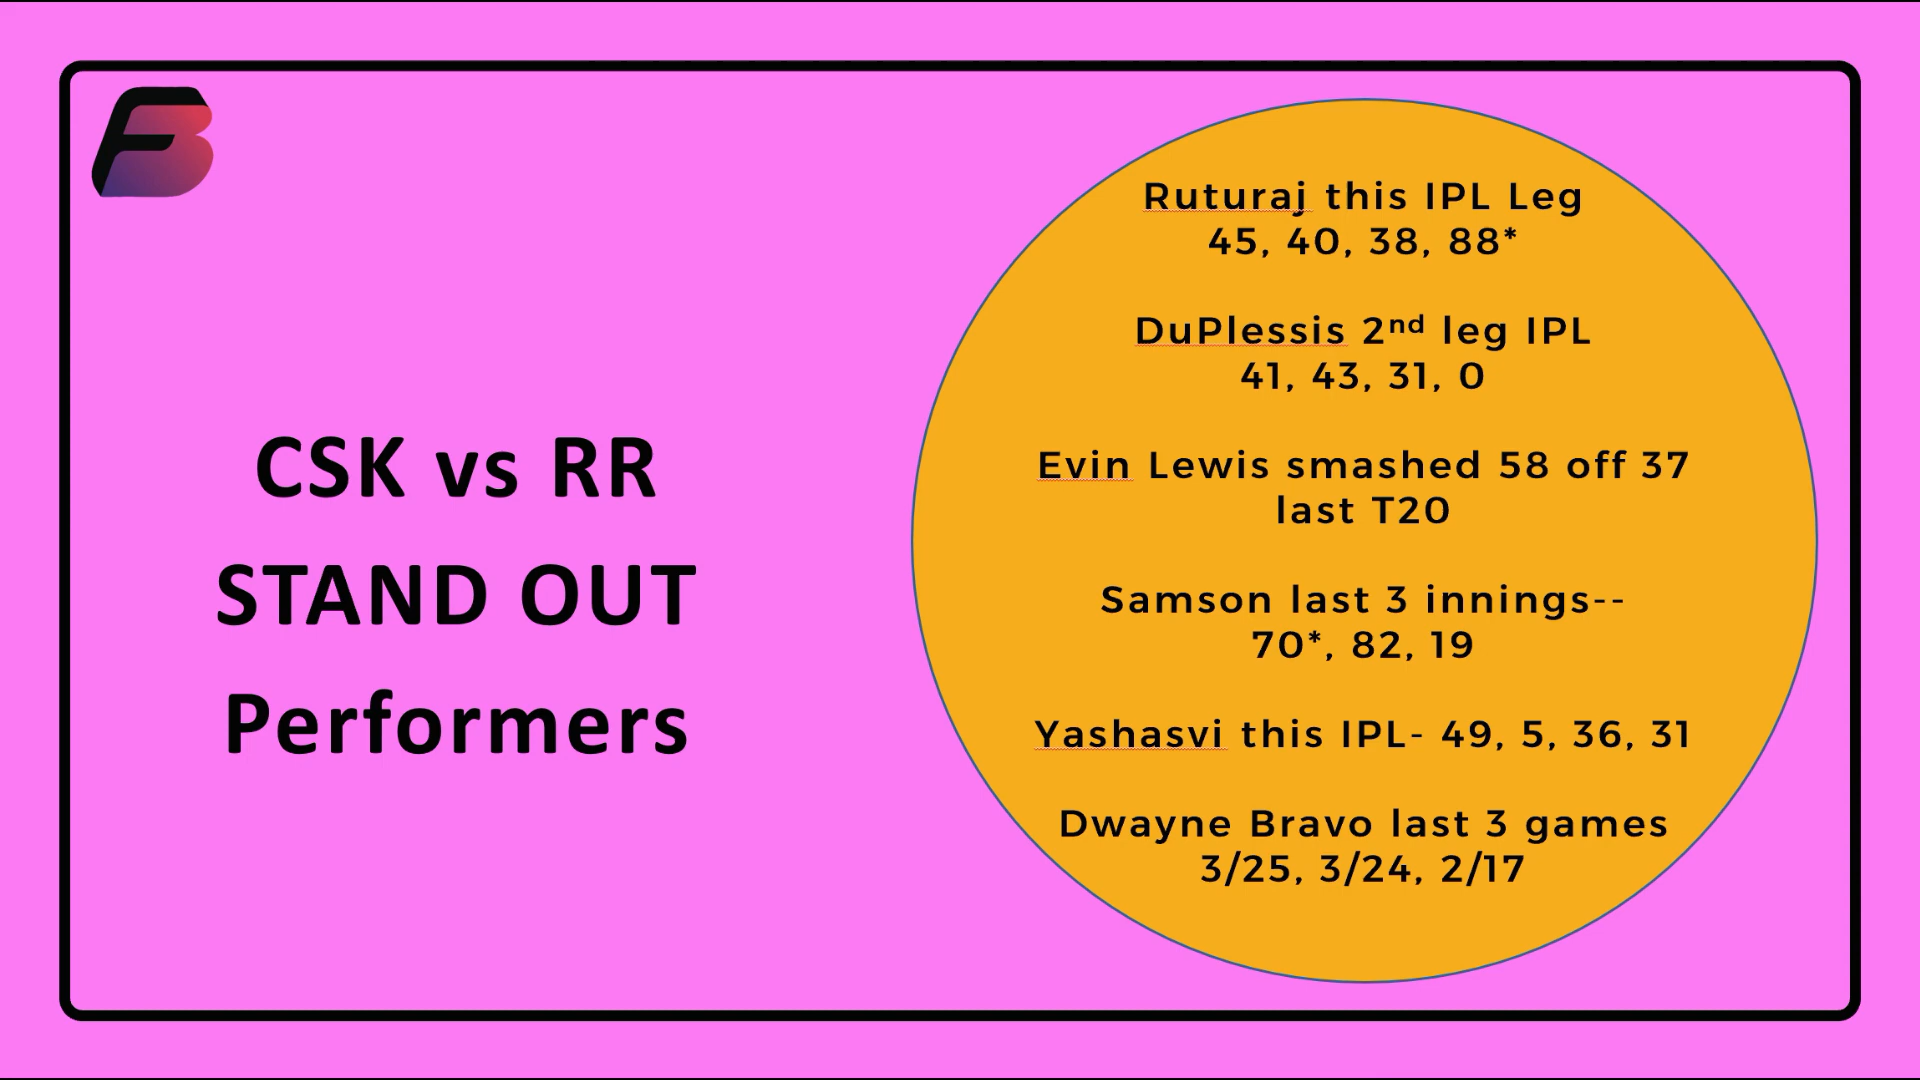 CSK vs RR
STAND OUT
Performers
Ruturaj this IPL Leg
45, 40, 38, 88*
DuPlessis 2nd leg IPL
41, 43, 31, 0
Evin Lewis smashed 58 off 37
last T20
Samson last 3 innings--
70*, 82, 19
Yashasvi this IPL- 49, 5, 36, 31
Dwayne Bravo last 3 games
3/25, 3/24, 2/17